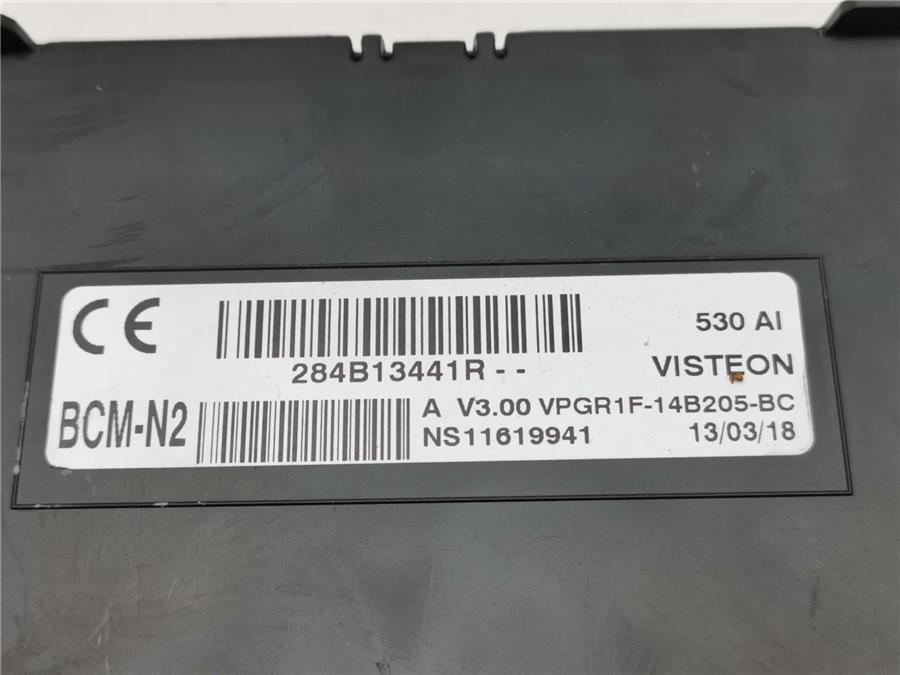 CE
284B13441R--
530 AI
VISTEON
BCM-N2
A V3.00 VPGR1F-14B205-BC
NS11619941
13/03/18